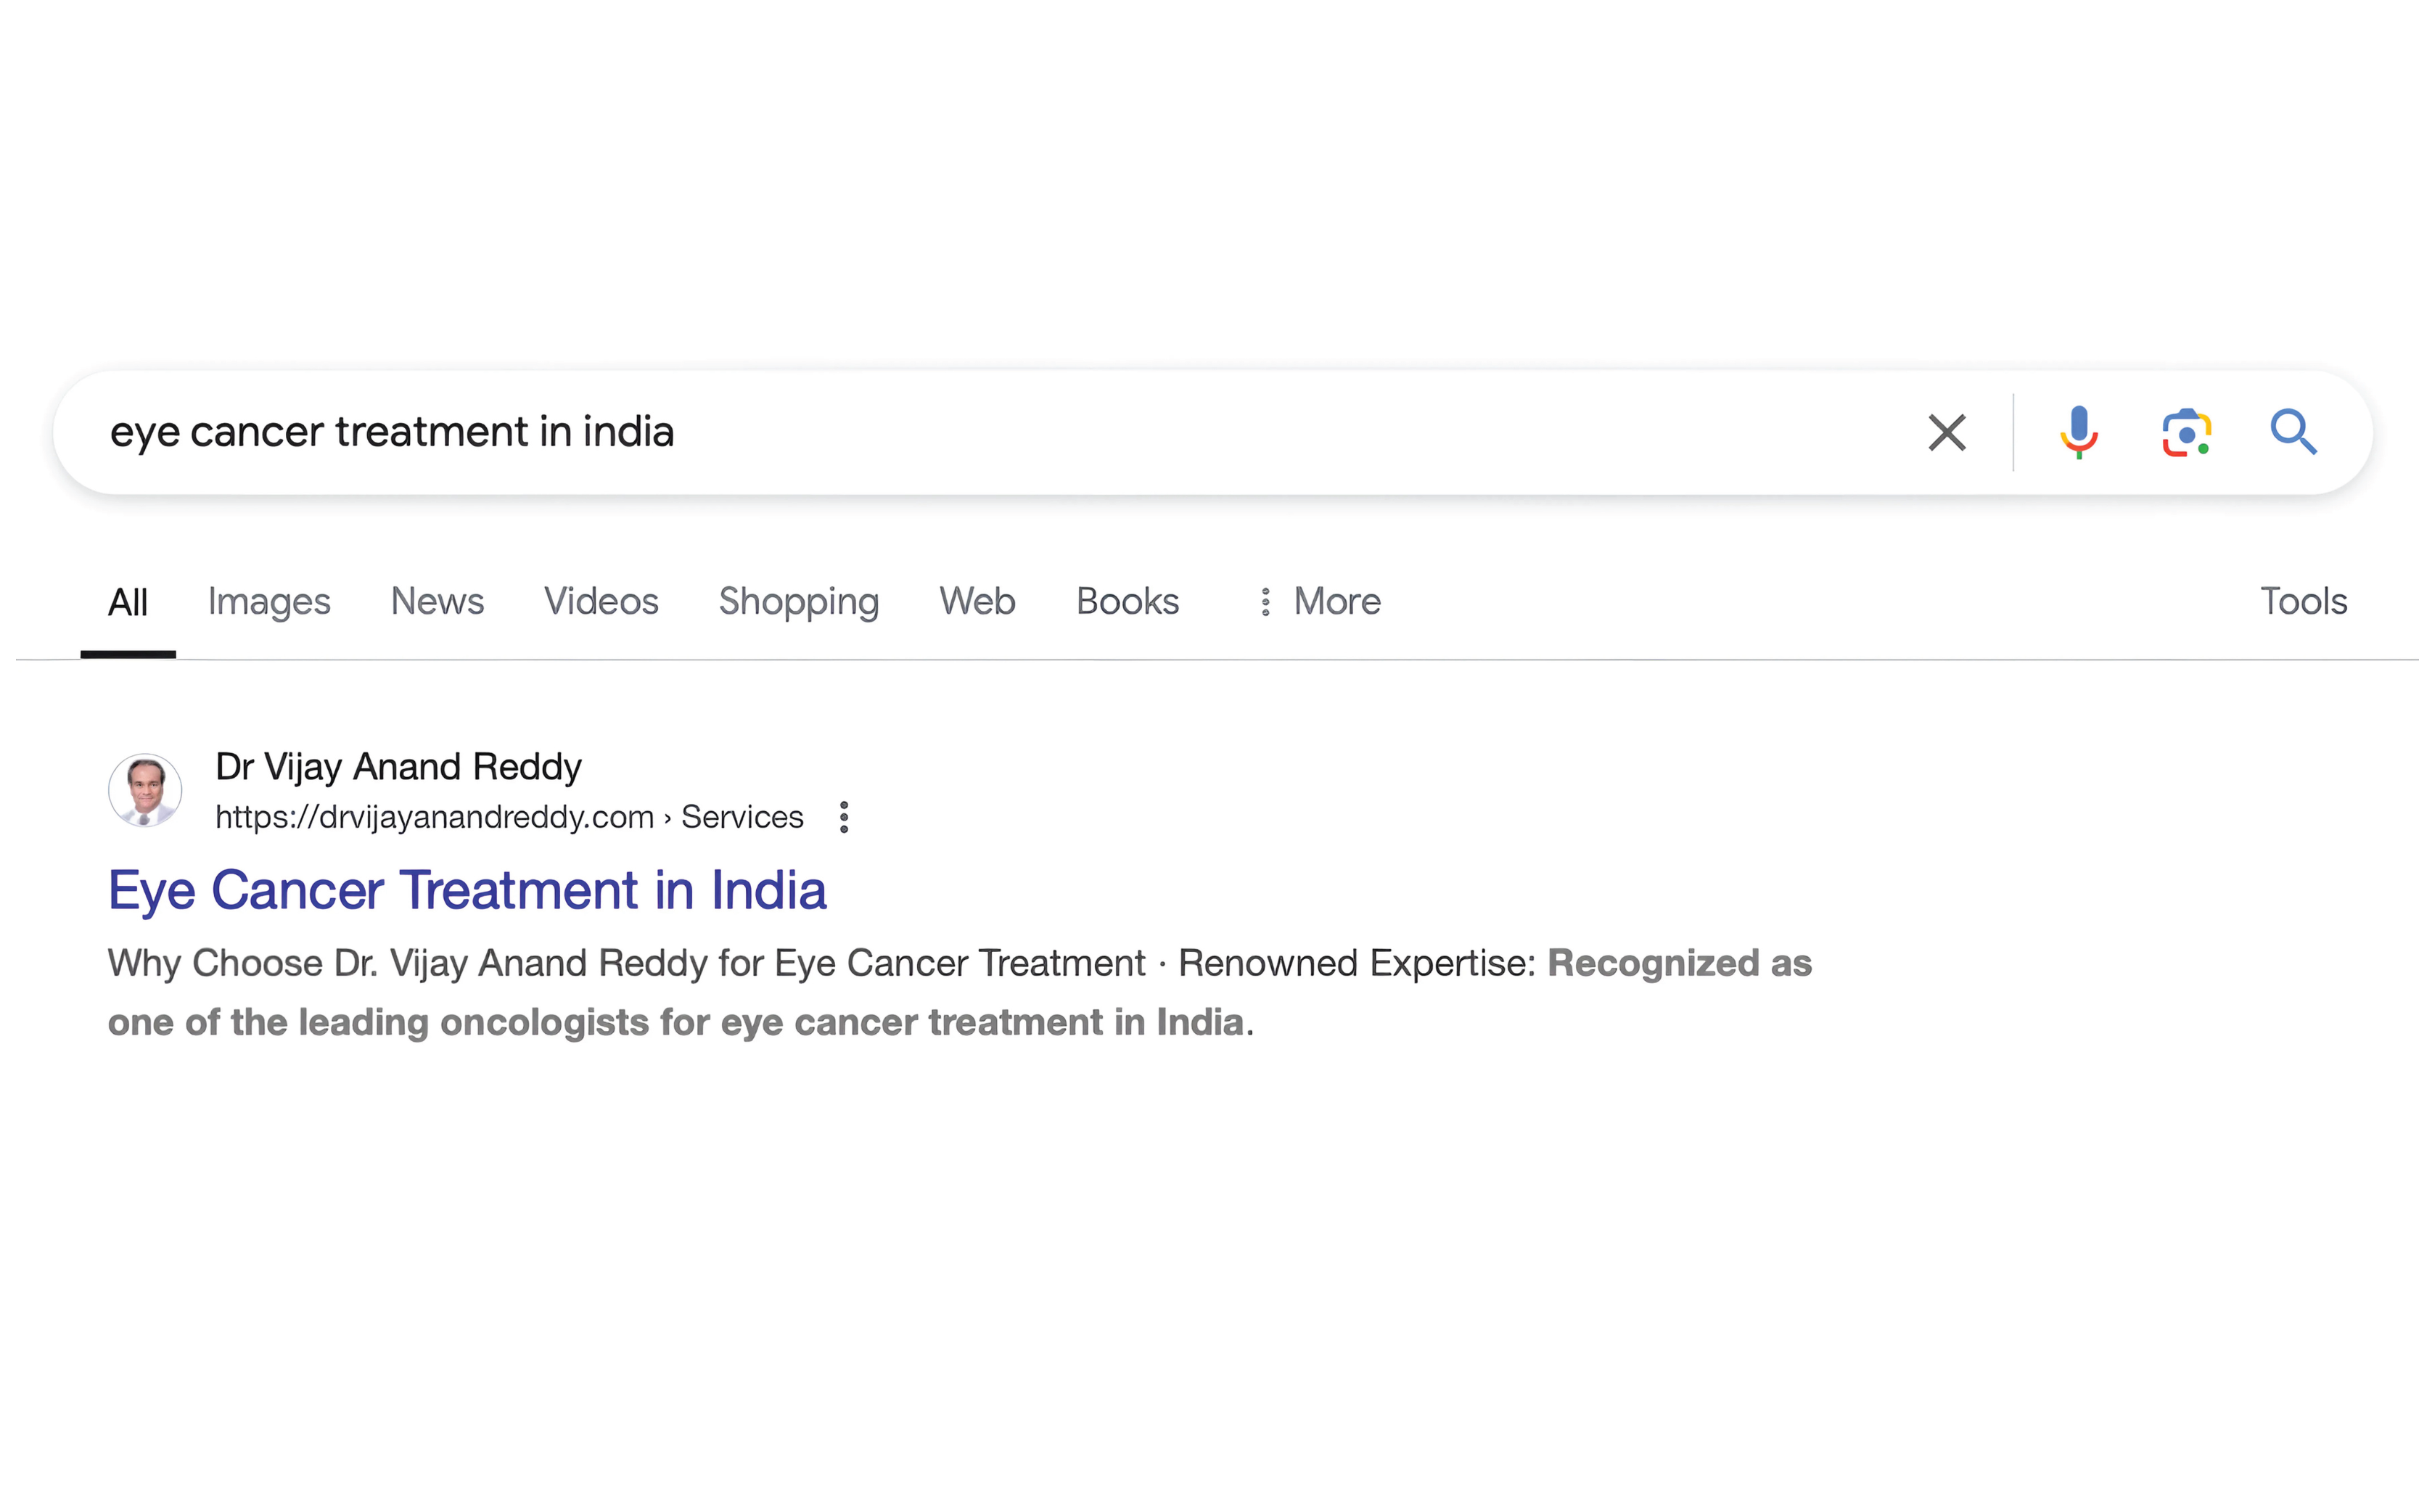 eye cancer treatment in india
All Images News Videos Shopping Web Books More Tools
Dr Vijay Anand Reddy
https://drvijayanandreddy.com › Services
Eye Cancer Treatment in India
Why Choose Dr. Vijay Anand Reddy for Eye Cancer Treatment · Renowned Expertise: Recognized as
one of the leading oncologists for eye cancer treatment in India.